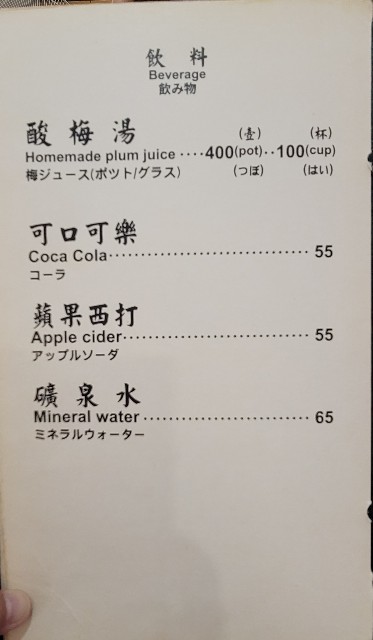 飲料
Beverage
飲み物
酸梅湯 (壺) (杯)
Homemade plum juice ····400(pot)··100(cup)
梅ジュース(ポツト/グラス) (つぼ) (はい)
可口可樂
Coca Cola····························· 55
コーラ
蘋果西打
Apple cider··························· 55
アップルソーダ
礦泉水
Mineral water ························ 65
ミネラルウォーター